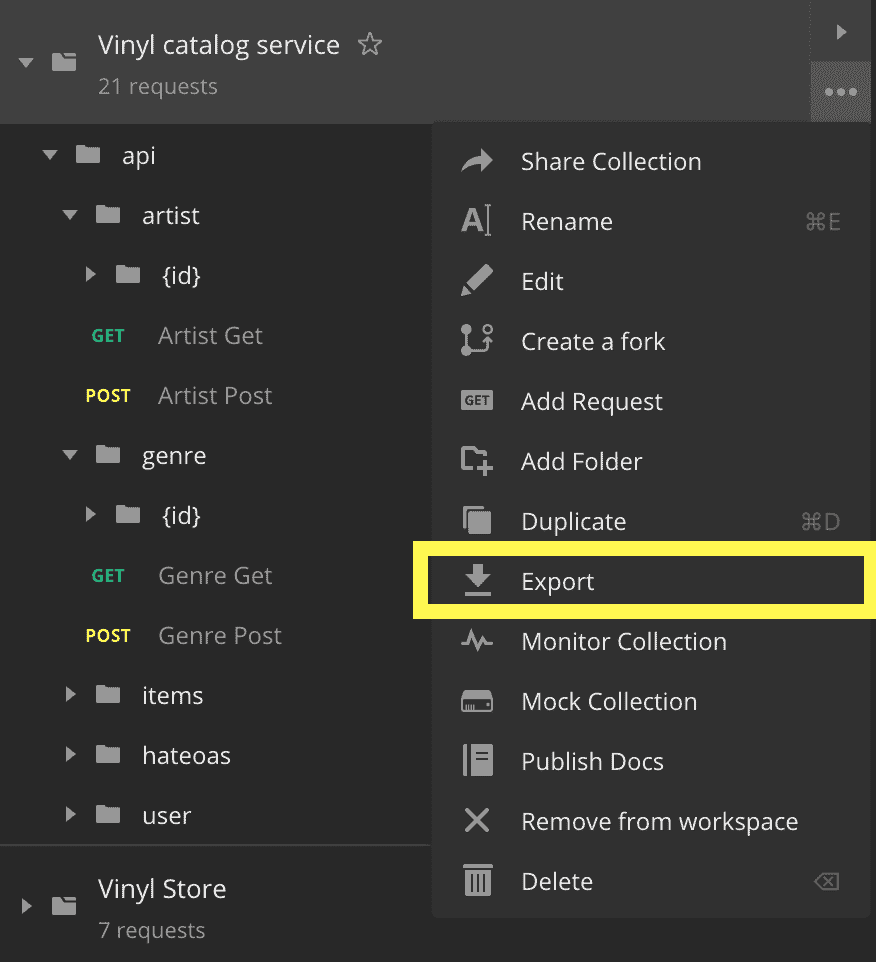 Vinyl catalog service
21 requests
api
artist
{id}
GET Artist Get
POST Artist Post
genre
{id}
GET Genre Get
POST Genre Post
items
hateoas
user
Vinyl Store
7 requests
Share Collection
Rename ⌘E
Edit
Create a fork
GET Add Request
Add Folder
Duplicate ⌘D
Export
Monitor Collection
Mock Collection
Publish Docs
Remove from workspace
Delete